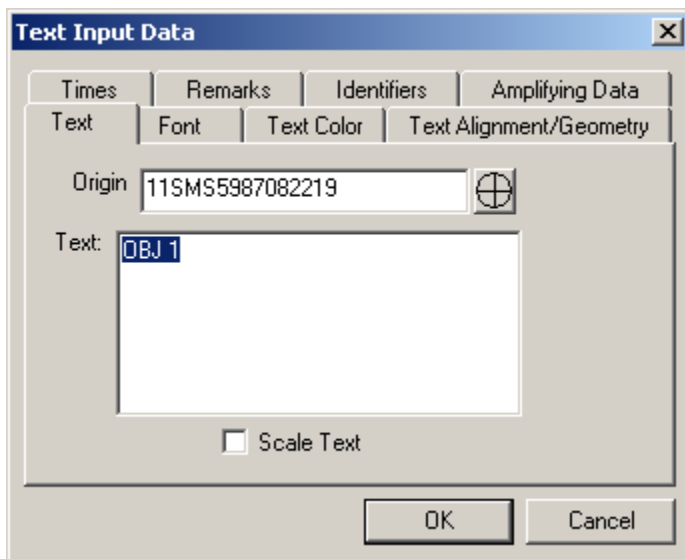 Text Input Data
Times Remarks Identifiers Amplifying Data
Text Font Text Color Text Alignment/Geometry
Origin 11SMS5987082219
Text: OBJ 1
Scale Text
OK Cancel